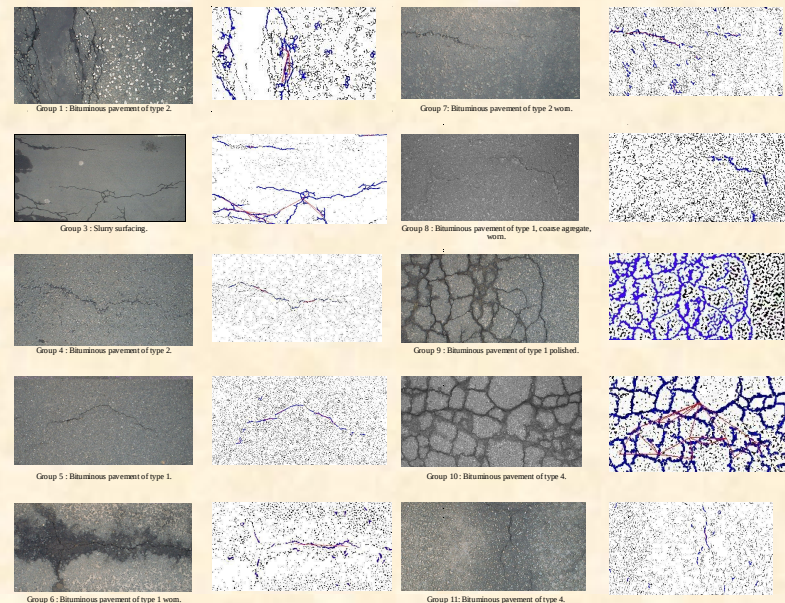 Group 1 : Bituminous pavement of type 2.
Group 7: Bituminous pavement of type 2 worn.
Group 3 : Slurry surfacing.
Group 8 : Bituminous pavement of type 1, coarse agregate,
worn.
Group 4 : Bituminous pavement of type 2.
Group 9 : Bituminous pavement of type 1 polished.
Group 5 : Bituminous pavement of type 1.
Group 10 : Bituminous pavement of type 4.
Group 6 : Bituminous pavement of type 1 worn.
Group 11: Bituminous pavement of type 4.